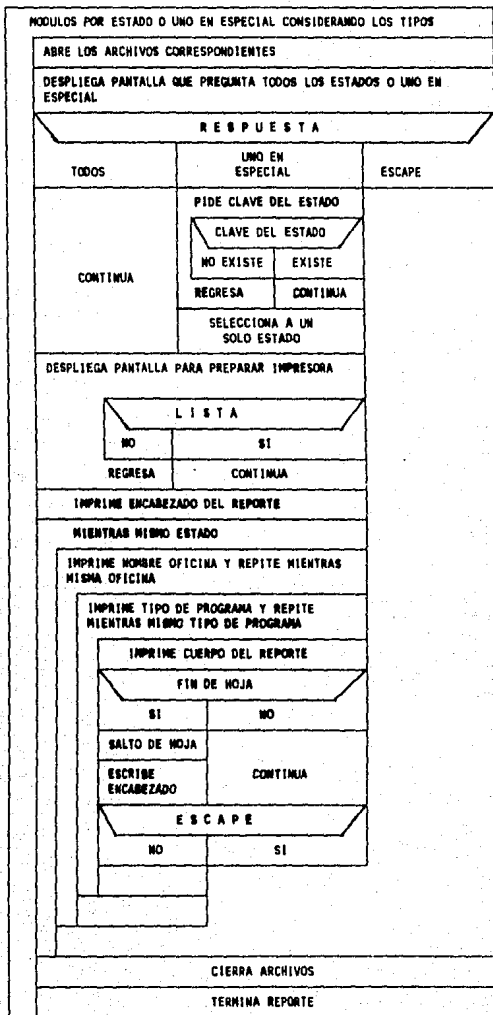 MODULOS POR ESTADO O UNO EN ESPECIAL CONSIDERANDO LOS TIPOS
ABRE LOS ARCHIVOS CORRESPONDIENTES
DESPLIEGA PANTALLA QUE PREGUNTA TODOS LOS ESTADOS O UNO EN
ESPECIAL
RESPUESTA
TODOS
UNO EN
ESPECIAL
ESCAPE
PIDE CLAVE DEL ESTADO
CLAVE DEL ESTADO
NO EXISTE EXISTE
CONTINUA
REGRESA CONTINUA
SELECCIONA A UN
SOLO ESTADO
DESPLIEGA PANTALLA PARA PREPARAR IMPRESORA
LISTA
NO SI
REGRESA CONTINUA
IMPRIME ENCABEZADO DEL REPORTE
MIENTRAS MISMO ESTADO
IMPRIME NOMBRE OFICINA Y REPITE MIENTRAS
MISMA OFICINA
IMPRIME TIPO DE PROGRAMA Y REPITE
MIENTRAS MISMO TIPO DE PROGRAMA
IMPRIME CUERPO DEL REPORTE
FIN DE HOJA
SI NO
SALTO DE HOJA
ESCRIBE
ENCABEZADO
CONTINUA
ESCAPE
NO SI
CIERRA ARCHIVOS
TERMINA REPORTE